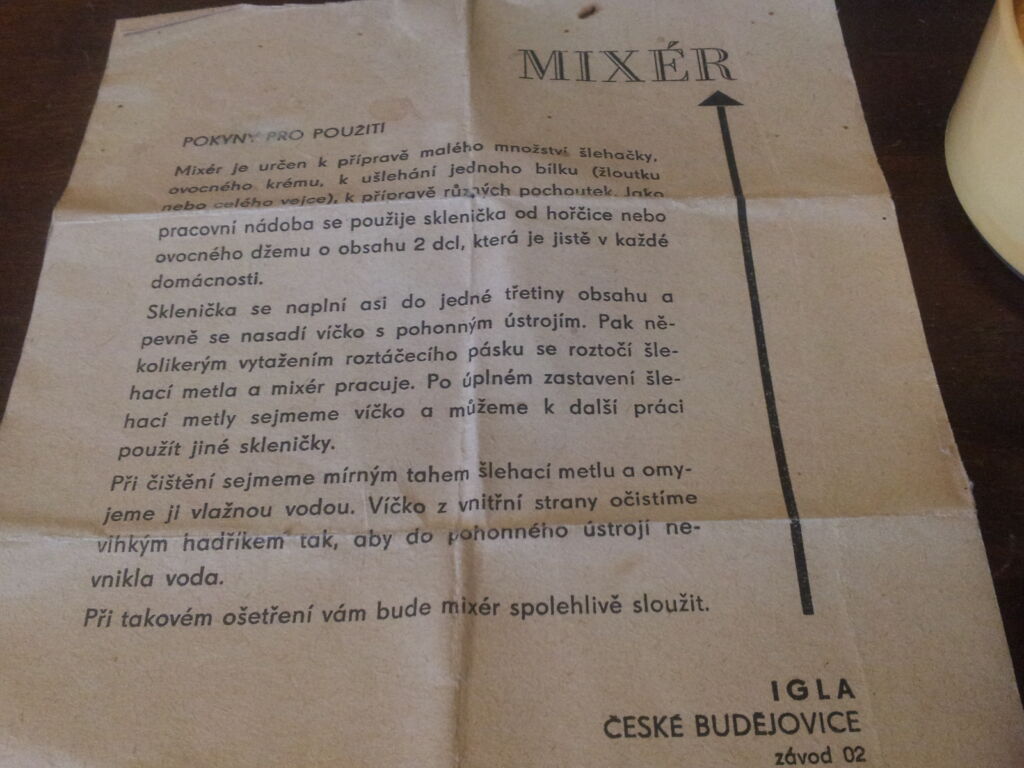 MIXÉR
POKYNY PRO POUŽITI
Mixér je určen k přípravě malého množství šlehačky,
ovocného krému, k ušlehání jednoho bílku (žloutku
nebo celého vejce), k přípravě různých pochoutek. Jako
pracovní nádoba se použije sklenička od hořčice nebo
ovocného džemu o obsahu 2 dcl, která je jistě v každé
domácnosti.
Sklenička se naplní asi do jedné třetiny obsahu a
pevně se nasadí víčko s pohonným ústrojím. Pak ně-
kolikerým vytažením roztáčecího pásku se roztočí šle-
hací metla a mixér pracuje. Po úplném zastavení šle-
hací metly sejmeme víčko a můžeme k další práci
použít jiné skleničky.
Při čištění sejmeme mírným tahem šlehací metlu a omy-
jeme ji vlažnou vodou. Víčko z vnitřní strany očistíme
vlhkým hadříkem tak, aby do pohonného ústrojí ne-
vnikla voda.
Při takovém ošetření vám bude mixér spolehlivě sloužit.
IGLA
ČESKÉ BUDĚJOVICE
závod 02